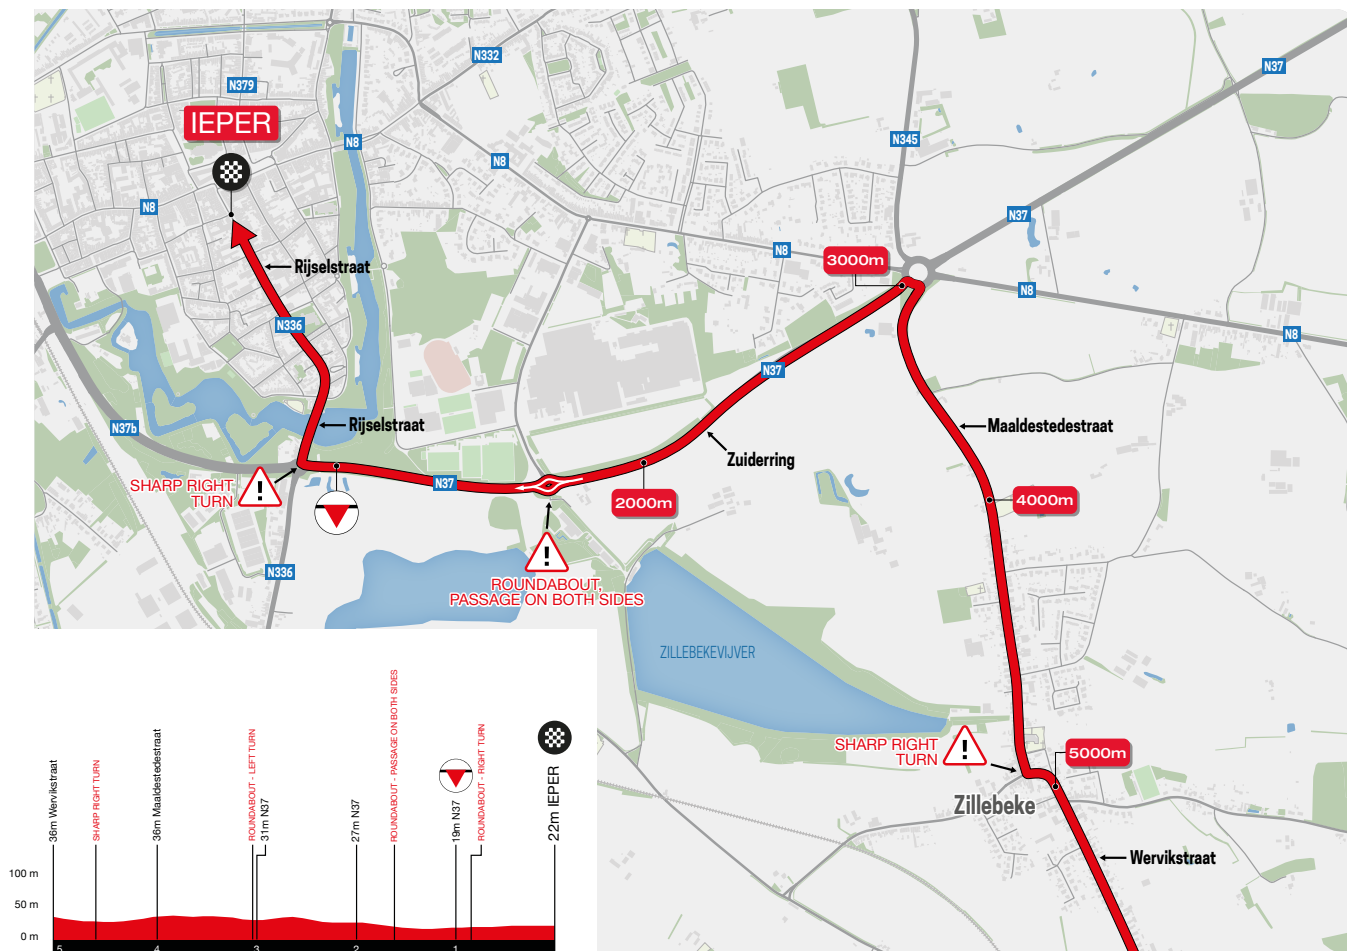 N332
N37
N379
IEPER
N8
N345
N8
N8
N37
N8
3000m
Rijselstraat
N8
N336
N8
N37
Rijselstraat
Maaldestedestraat
N37b
Zuiderring
SHARP RIGHT
TURN
N37
2000m
4000m
N336
ROUNDABOUT,
PASSAGE ON BOTH SIDES
ZILLEBEKEVIJVER
SHARP RIGHT
TURN
5000m
Zillebeke
Wervikstraat
36m Wervikstraat
SHARP RIGHT TURN
36m Maaldestedestraat
ROUNDABOUT - LEFT TURN
31m N37
27m N37
ROUNDABOUT - PASSAGE ON BOTH SIDES
19m N37
ROUNDABOUT - RIGHT TURN
22m IEPER
100 m
50 m
0 m
5
4
3
2
1